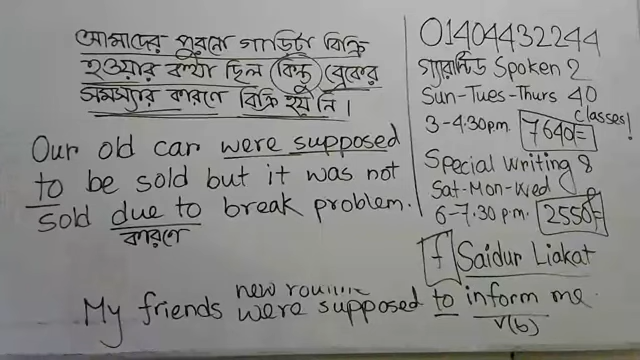 আমাদের পুরনো গাড়িটা বিক্রি
হওয়ার কথা ছিল কিন্তু ব্রেকের
সমস্যার কারণে বিক্রি হয় নি।
Our old car were supposed
to be sold but it was not
sold due to break problem.
কারণে
new
My friends were supposed to inform me.
v(b)
01404432244
গ্যারান্টিড Spoken 2
Sun-Tues-Thurs 40
classes!
3-4.30pm. 7640/=
Special Writing 8
Sat-Mon-Wed
6-7.30 p.m. 2550/=
f Saidur Liakat